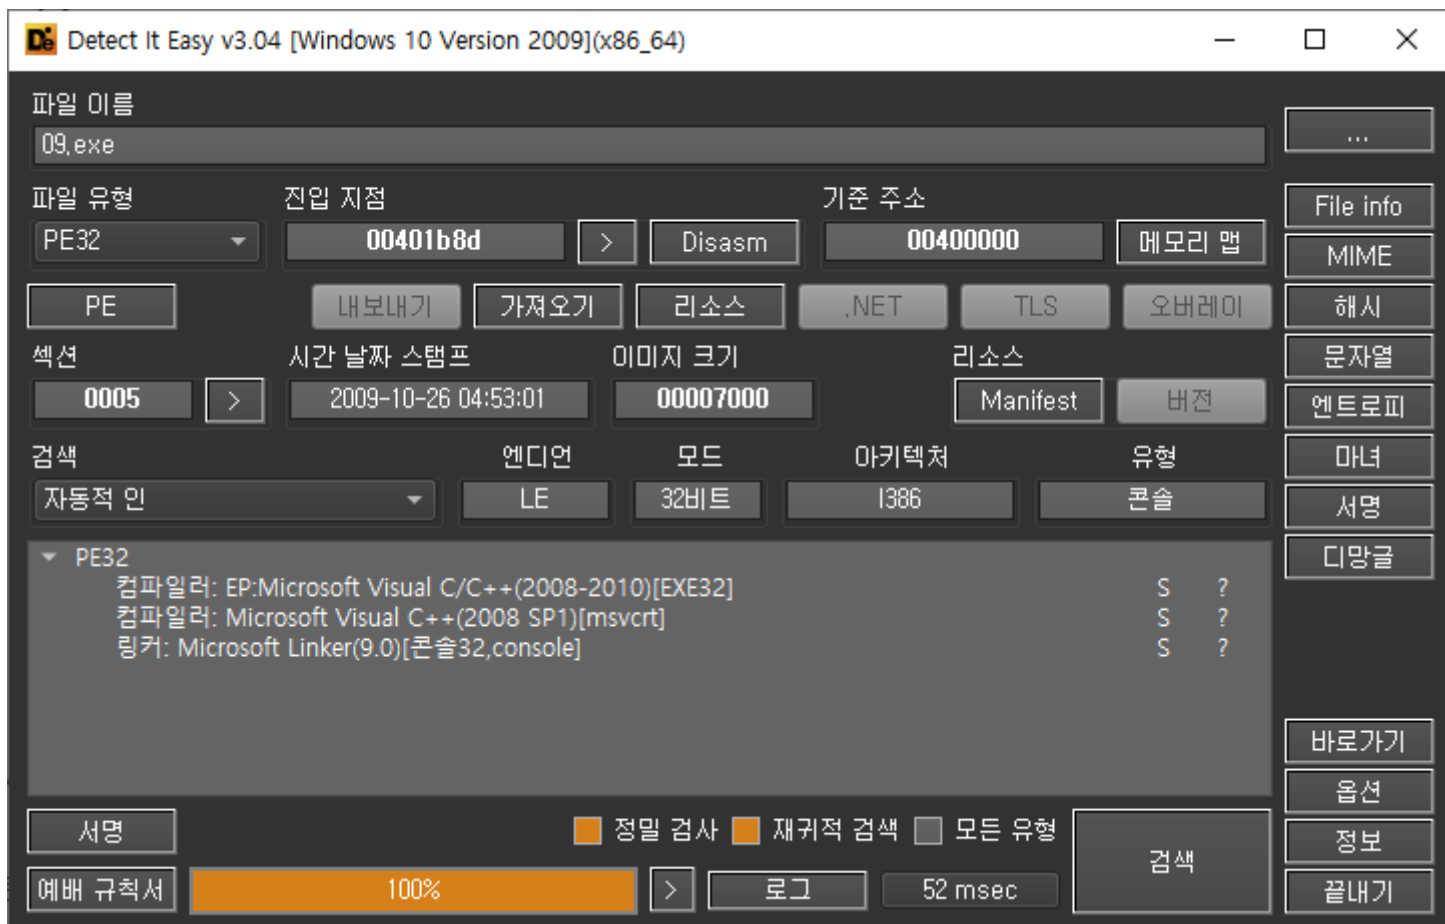 Detect It Easy v3.04 [Windows 10 Version 2009](x86_64)
파일 이름
09.exe
...
파일 유형 진입 지점 기준 주소
File info
PE32 00401b8d > Disasm 00400000 메모리 맵
MIME
PE 내보내기 가져오기 리소스 .NET TLS 오버레이
해시
섹션 시간 날짜 스탬프 이미지 크기 리소스
문자열
0005 > 2009-10-26 04:53:01 00007000 Manifest 버전
엔트로피
검색 엔디언 모드 아키텍처 유형
마녀
자동적 인 LE 32비트 I386 콘솔
서명
디망글
PE32
컴파일러: EP:Microsoft Visual C/C++(2008-2010)[EXE32] S ?
컴파일러: Microsoft Visual C++(2008 SP1)[msvcrt] S ?
링커: Microsoft Linker(9.0)[콘솔32,console] S ?
바로가기
옵션
서명 정밀 검사 재귀적 검색 모든 유형
정보
검색
예배 규칙서 100% > 로그 52 msec
끝내기